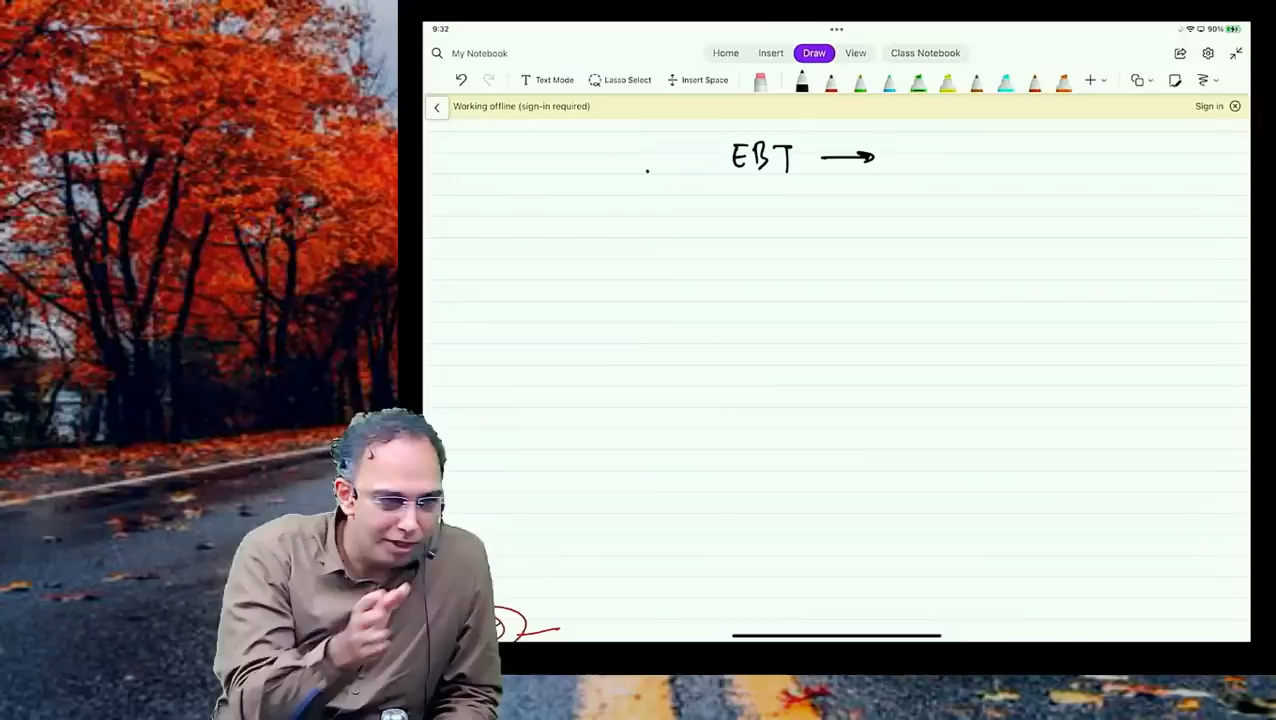 9:32
90%
My Notebook
Home Insert Draw View Class Notebook
Text Mode Lasso Select Insert Space
Working offline (sign-in required) Sign in
EBT →